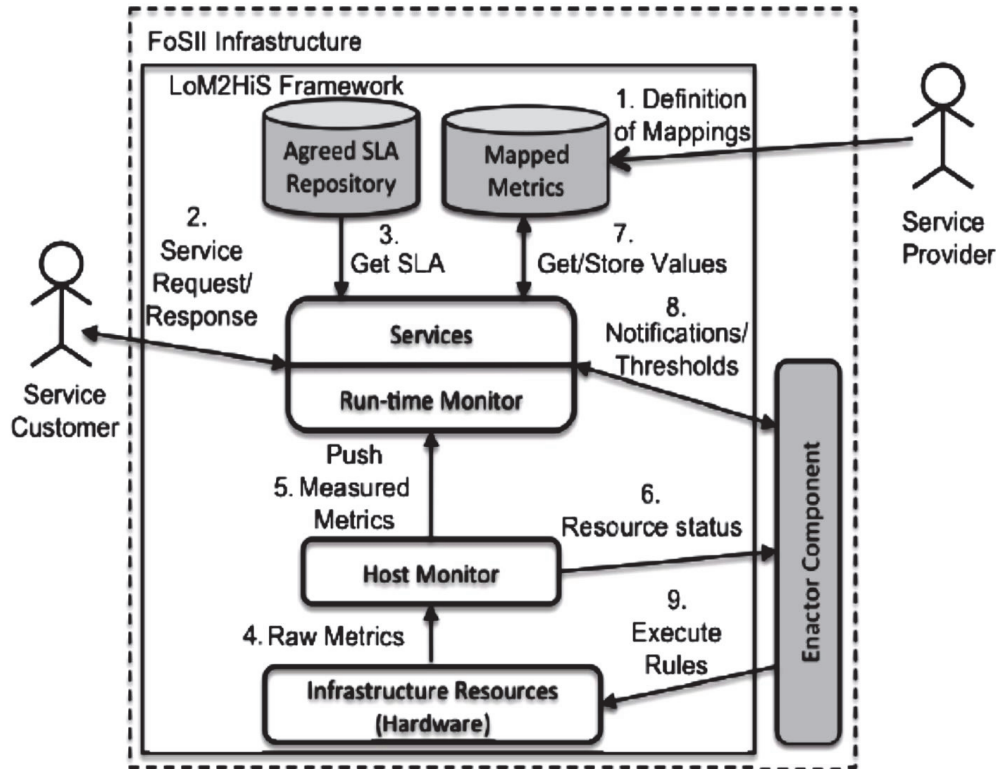 FoSII Infrastructure
LoM2HiS Framework
Agreed SLA
Repository
Mapped
Metrics
1. Definition
of Mappings
Service
Provider
2.
Service
Request/
Response
3.
Get SLA
7.
Get/Store Values
8.
Notifications/
Thresholds
Services
Run-time Monitor
Service
Customer
Push
5. Measured
Metrics
6.
Resource status
Host Monitor
Enactor Component
4. Raw Metrics
9.
Execute
Rules
Infrastructure Resources
(Hardware)